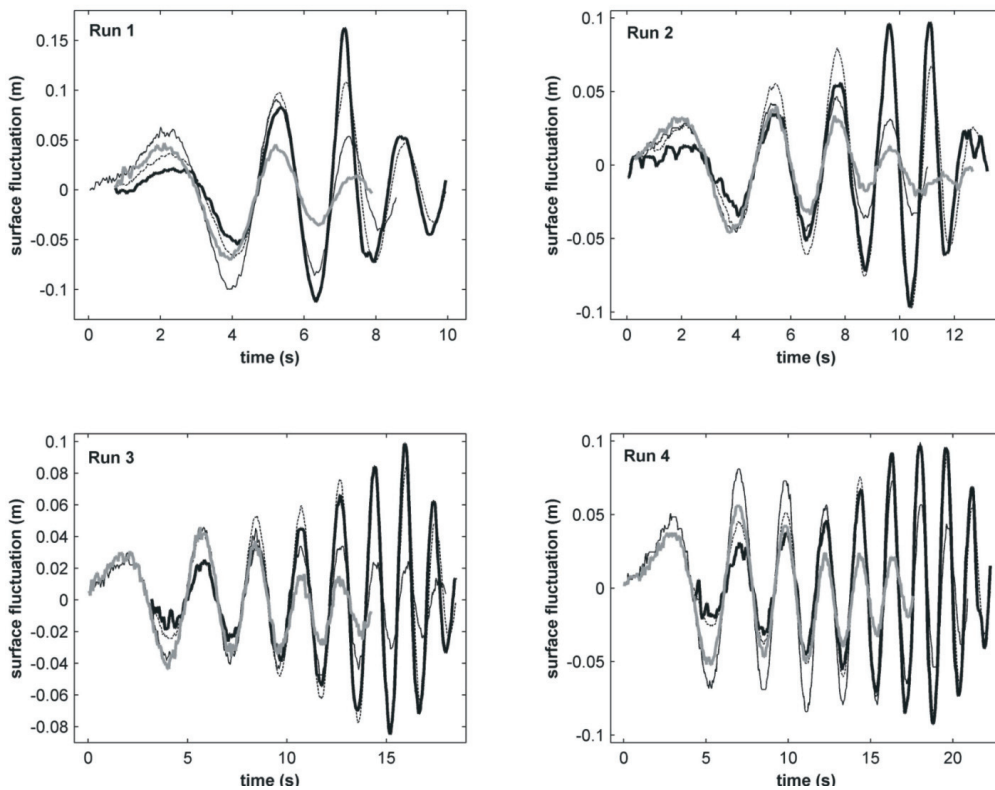 Run 1
surface fluctuation (m)
0.15
0.1
0.05
0
-0.05
-0.1
0 2 4 6 8 10
time (s)
Run 2
surface fluctuation (m)
0.1
0.05
0
-0.05
-0.1
0 2 4 6 8 10 12
time (s)
Run 3
surface fluctuation (m)
0.1
0.08
0.06
0.04
0.02
0
-0.02
-0.04
-0.06
-0.08
0 5 10 15
time (s)
Run 4
surface fluctuation (m)
0.1
0.05
0
-0.05
-0.1
0 5 10 15 20
time (s)